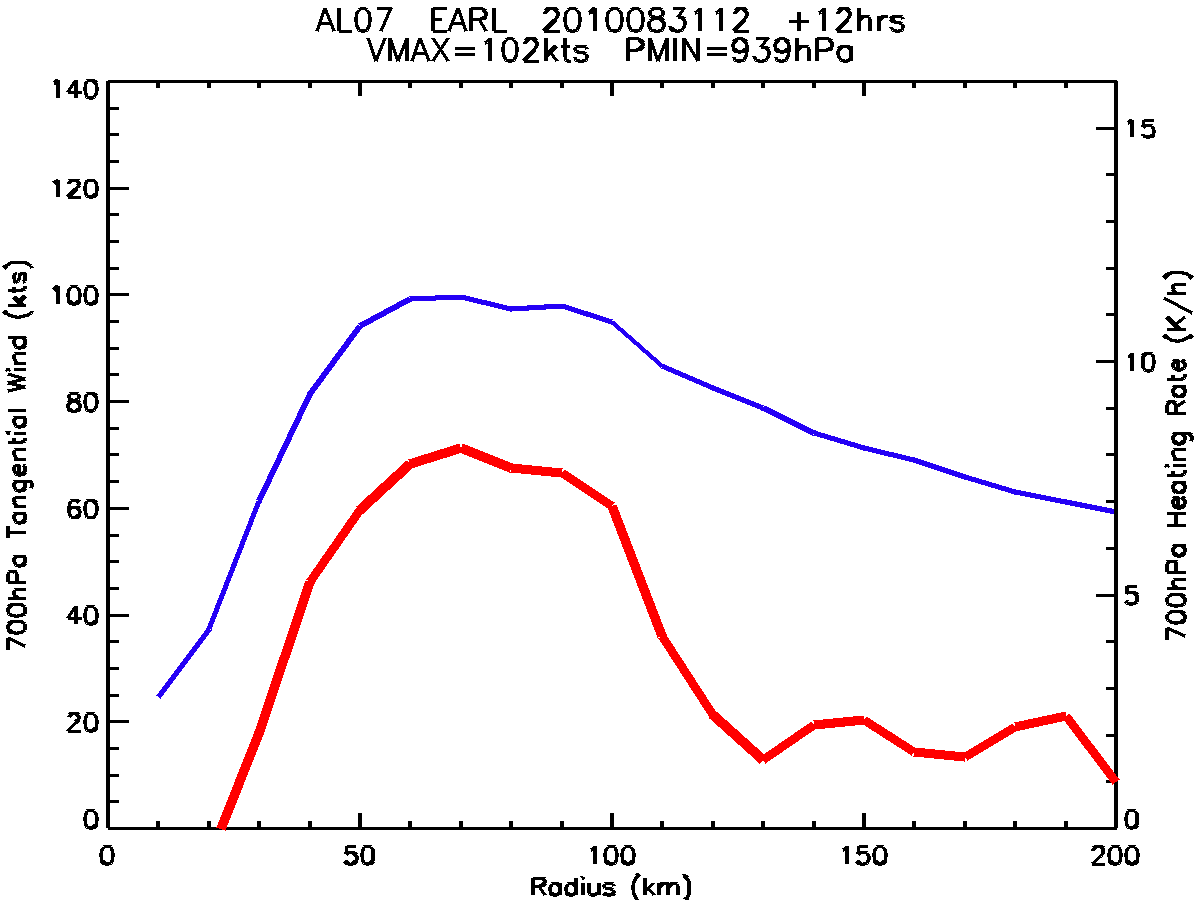 AL07 EARL 2010083112 +12hrs
VMAX=102kts PMIN=939hPa
140
120
100
80
60
40
20
0
700hPa Tangential Wind (kts)
15
10
5
0
700hPa Heating Rate (K/h)
0 50 100 150 200
Radius (km)